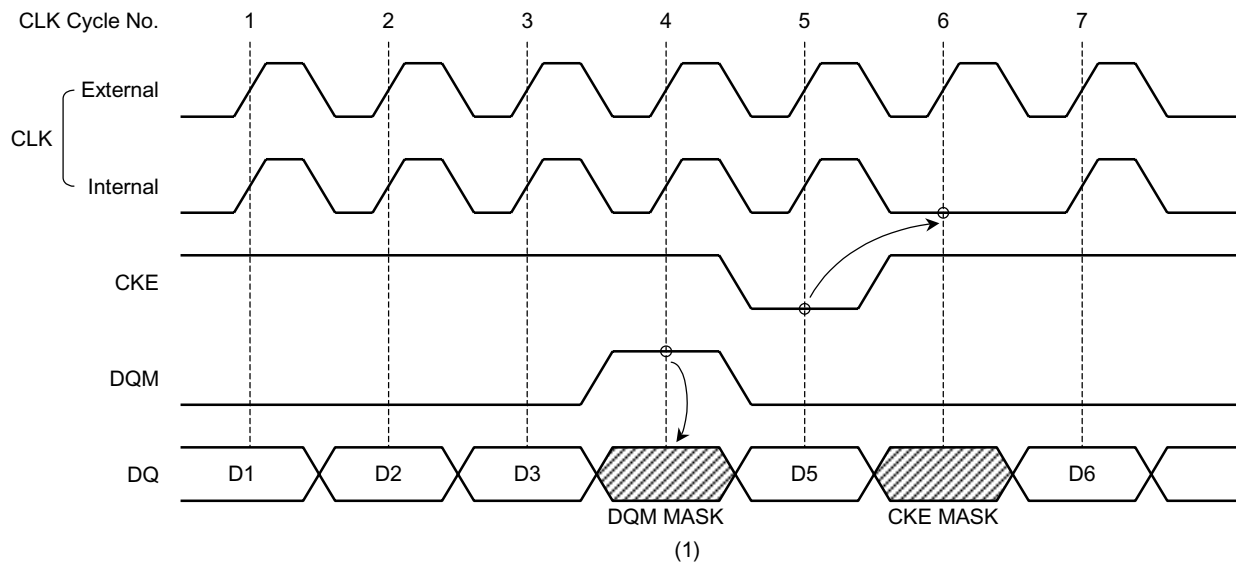 CLK Cycle No. 1 2 3 4 5 6 7
External
CLK
Internal
CKE
DQM
DQ D1 D2 D3 D5 D6
DQM MASK CKE MASK
(1)